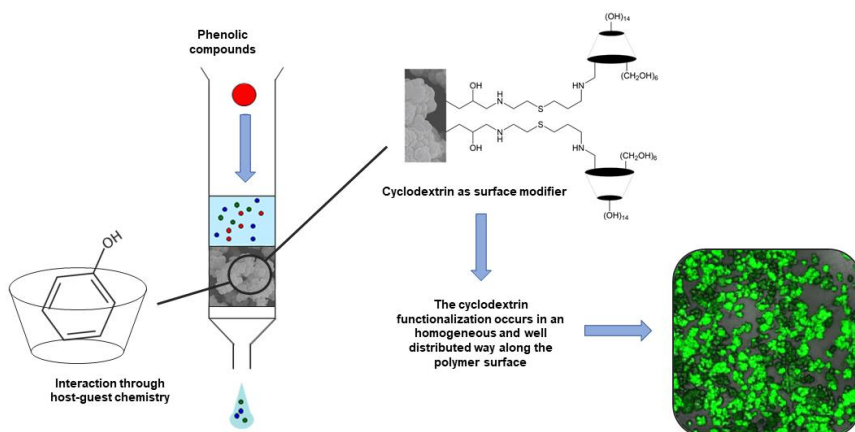 Phenolic
compounds
(OH)14
HN
(CH2OH)6
OH
H
N
S
N
H
S
OH
HN
(CH2OH)6
(OH)14
Cyclodextrin as surface modifier
OH
Interaction through
host-guest chemistry
The cyclodextrin
functionalization occurs in an
homogeneous and well
distributed way along the
polymer surface